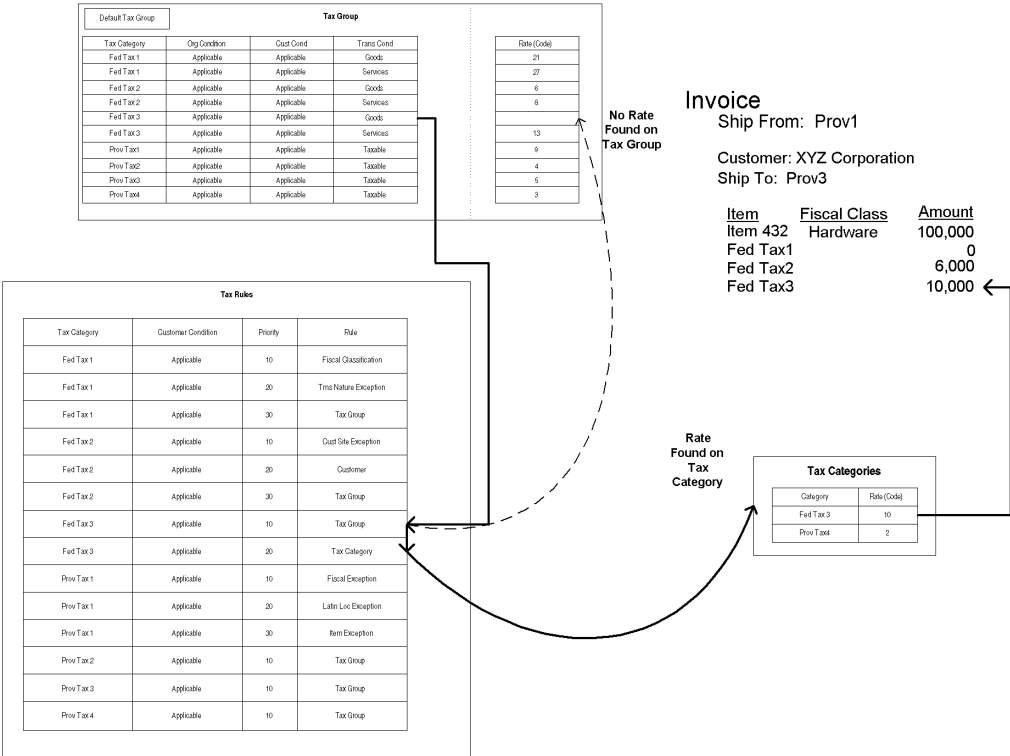 Tax Group
Default Tax Group
Tax Category Org Condition Cust Cond Trans Cond Rate (Code)
Fed Tax 1 Applicable Applicable Goods 21
Fed Tax 1 Applicable Applicable Services 27
Fed Tax 2 Applicable Applicable Goods 6
Fed Tax 2 Applicable Applicable Services 8
Fed Tax 3 Applicable Applicable Goods
Fed Tax 3 Applicable Applicable Services 13
Prov Tax1 Applicable Applicable Taxable 9
Prov Tax2 Applicable Applicable Taxable 4
Prov Tax3 Applicable Applicable Taxable 5
Prov Tax4 Applicable Applicable Taxable 3
No Rate
Found on
Tax Group
Invoice
Ship From: Prov1
Customer: XYZ Corporation
Ship To: Prov3
Item Fiscal Class Amount
Item 432 Hardware 100,000
Fed Tax1 0
Fed Tax2 6,000
Fed Tax3 10,000
Tax Rules
Tax Category Customer Condition Priority Rule
Fed Tax 1 Applicable 10 Fiscal Classification
Fed Tax 1 Applicable 20 Trns Nature Exception
Fed Tax 1 Applicable 30 Tax Group
Fed Tax 2 Applicable 10 Cust Site Exception
Fed Tax 2 Applicable 20 Customer
Fed Tax 2 Applicable 30 Tax Group
Fed Tax 3 Applicable 10 Tax Group
Fed Tax 3 Applicable 20 Tax Category
Prov Tax 1 Applicable 10 Fiscal Exception
Prov Tax 1 Applicable 20 Latin Loc Exception
Prov Tax 1 Applicable 30 Item Exception
Prov Tax 2 Applicable 10 Tax Group
Prov Tax 3 Applicable 10 Tax Group
Prov Tax 4 Applicable 10 Tax Group
Rate
Found on
Tax
Category
Tax Categories
Category Rate (Code)
Fed Tax 3 10
Prov Tax4 2